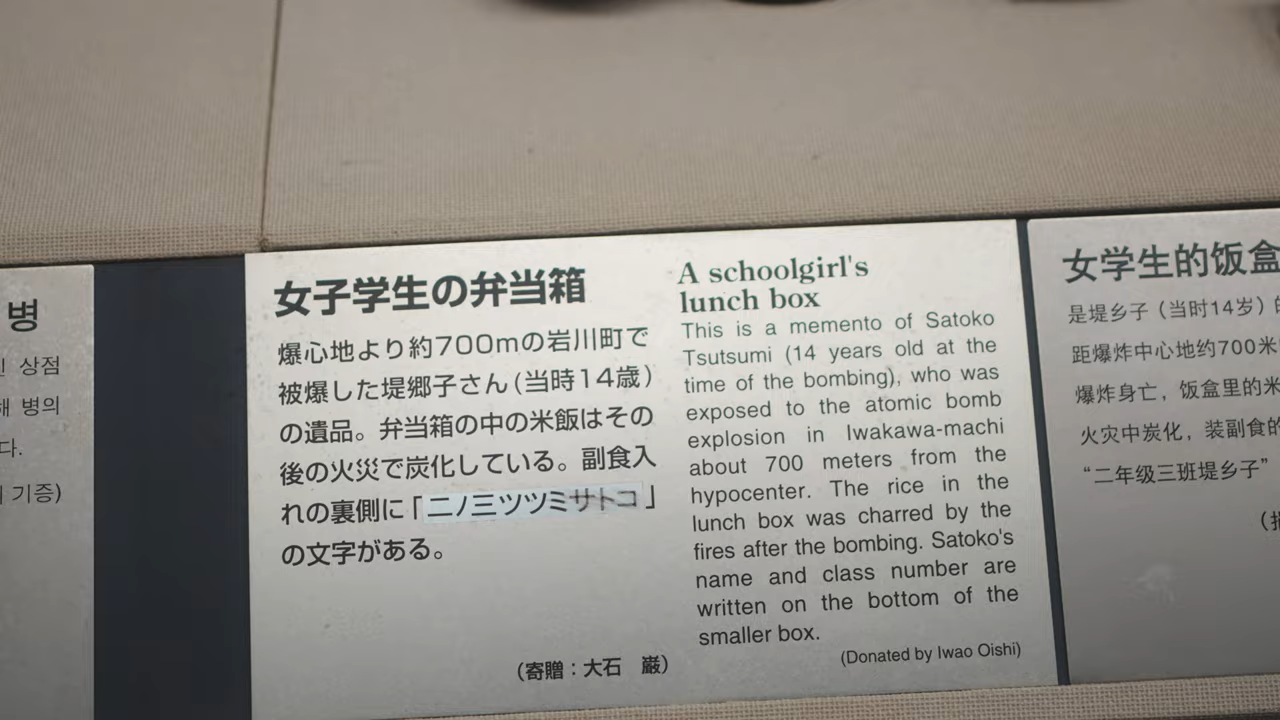 병
상점
해 병의
다.
기증)
女子学生の弁当箱
爆心地より約700mの岩川町で
被爆した堤郷子さん(当時14歳)
の遺品。弁当箱の中の米飯はその
後の火災で炭化している。副食入
れの裏側に「二ノ三ツツミサトコ」
の文字がある。
(寄贈:大石 巌)
A schoolgirl's
lunch box
This is a memento of Satoko
Tsutsumi (14 years old at the
time of the bombing), who was
exposed to the atomic bomb
explosion in Iwakawa-machi
about 700 meters from the
hypocenter. The rice in the
lunch box was charred by the
fires after the bombing. Satoko's
name and class number are
written on the bottom of the
smaller box.
(Donated by Iwao Oishi)
女学生的饭盒
是堤乡子(当时14岁)
距爆炸中心地约700米
爆炸身亡,饭盒里的米
火灾中炭化,装副食的
“二年级三班堤乡子”